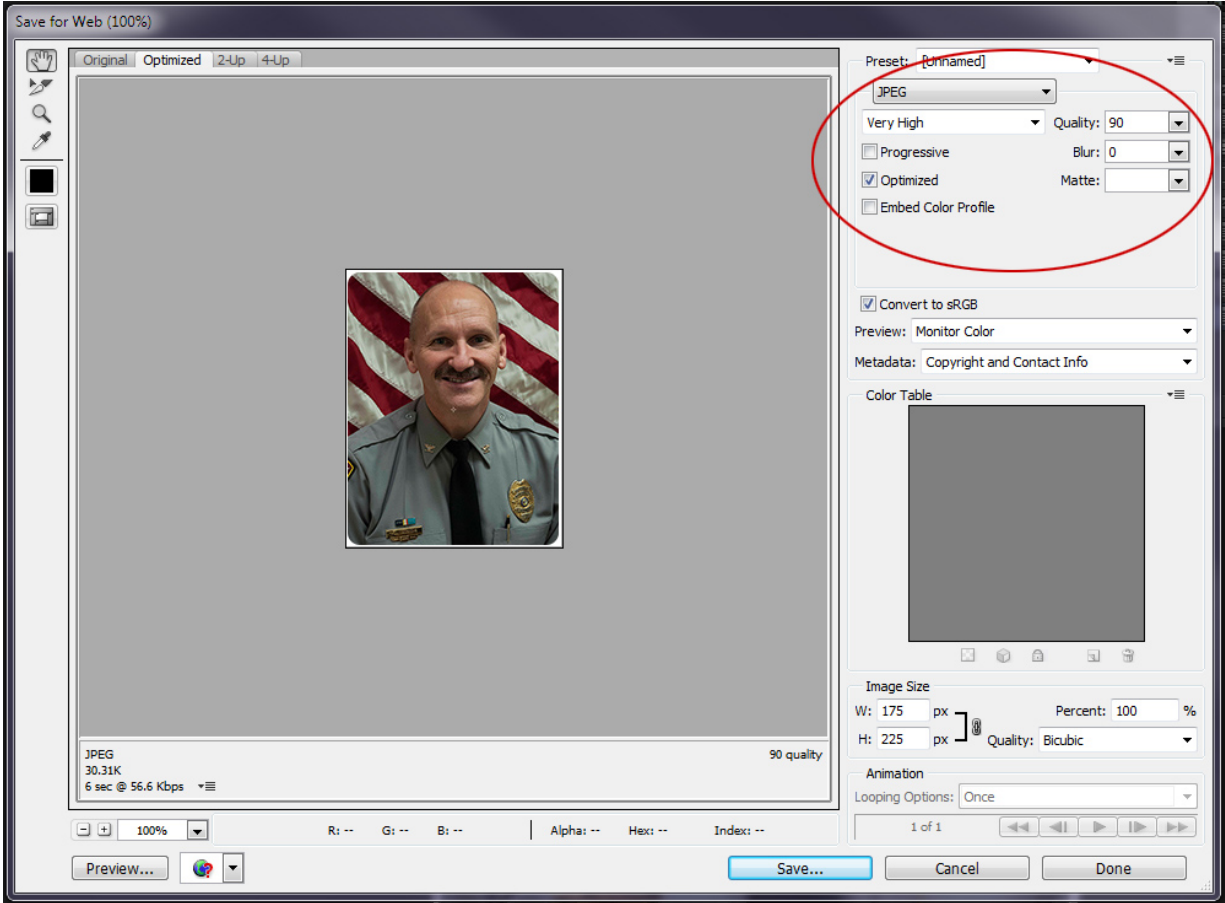 Save for Web (100%)
Original Optimized 2-Up 4-Up
Preset: [Unnamed]
JPEG
Very High Quality: 90
Progressive Blur: 0
Optimized Matte:
Embed Color Profile
Convert to sRGB
Preview: Monitor Color
Metadata: Copyright and Contact Info
Color Table
Image Size
W: 175 px Percent: 100 %
H: 225 px Quality: Bicubic
Animation
Looping Options: Once
1 of 1
JPEG 90 quality
30.31K
6 sec @ 56.6 Kbps
100% R: -- G: -- B: -- Alpha: -- Hex: -- Index: --
Preview... Save... Cancel Done